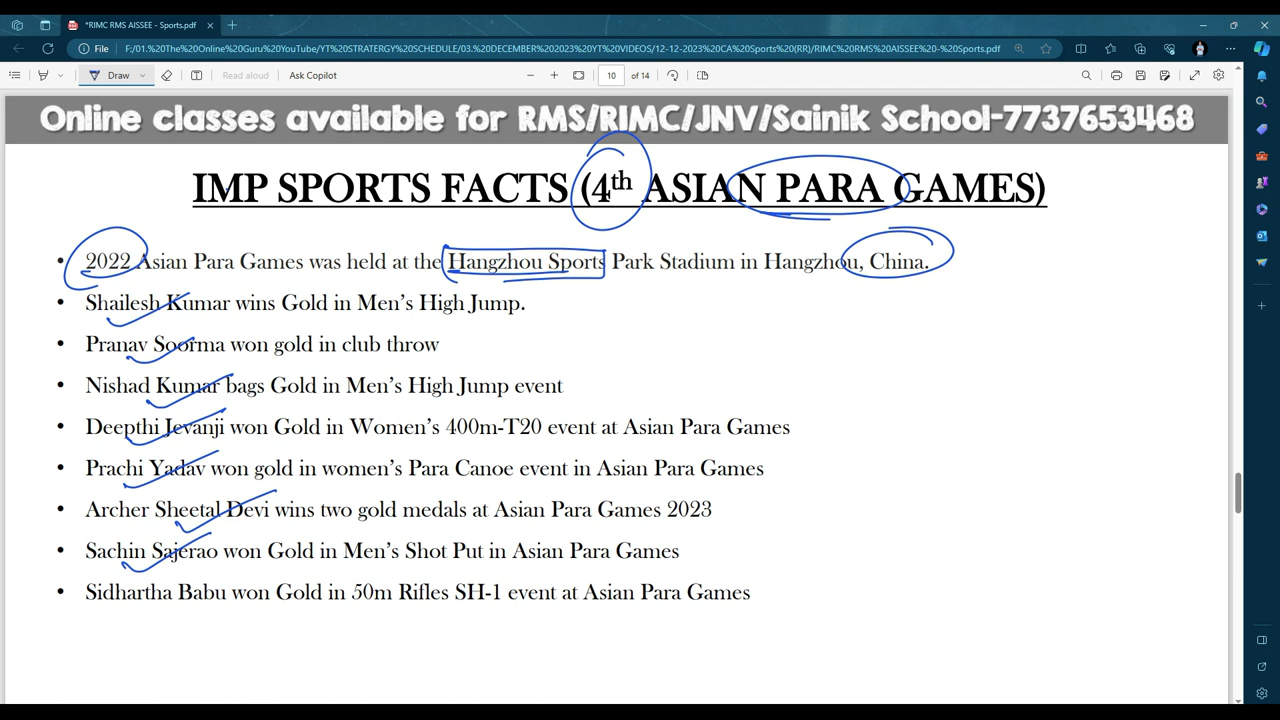 *RIMC RMS AISSEE - Sports.pdf
File F:/01.%20The%20Online%20Guru%20YouTube/YT%20STRATERGY%20SCHEDULE/03.%20DECEMBER%202023%20YT%20VIDEOS/12-12-2023%20CA%20Sports%20(RR)/RIMC%20RMS%20AISSEE%20-%20Sports.pdf
Draw Read aloud Ask Copilot 10 of 14
Online classes available for RMS/RIMC/JNV/Sainik School-7737653468
IMP SPORTS FACTS (4th ASIAN PARA GAMES)
• 2022 Asian Para Games was held at the Hangzhou Sports Park Stadium in Hangzhou, China.
• Shailesh Kumar wins Gold in Men’s High Jump.
• Pranav Soorma won gold in club throw
• Nishad Kumar bags Gold in Men’s High Jump event
• Deepthi Jevanji won Gold in Women’s 400m-T20 event at Asian Para Games
• Prachi Yadav won gold in women’s Para Canoe event in Asian Para Games
• Archer Sheetal Devi wins two gold medals at Asian Para Games 2023
• Sachin Sajerao won Gold in Men’s Shot Put in Asian Para Games
• Sidhartha Babu won Gold in 50m Rifles SH-1 event at Asian Para Games